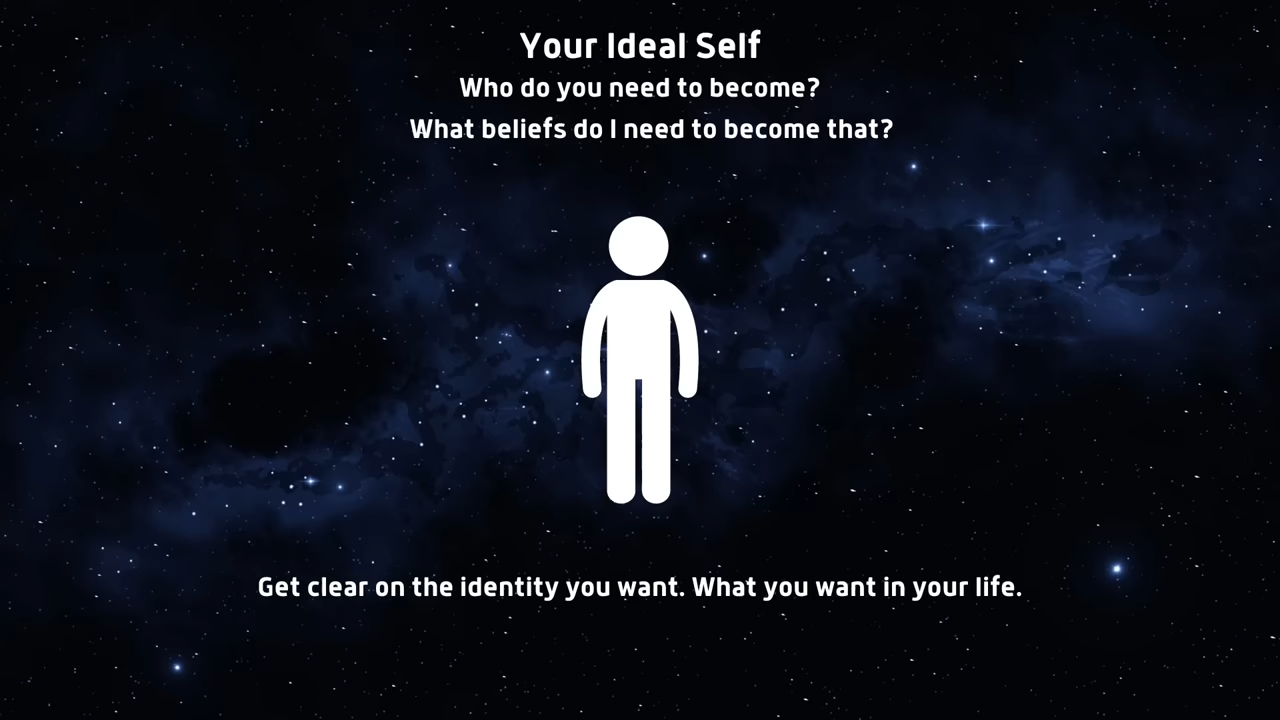 Your Ideal Self
Who do you need to become?
What beliefs do I need to become that?
Get clear on the identity you want. What you want in your life.